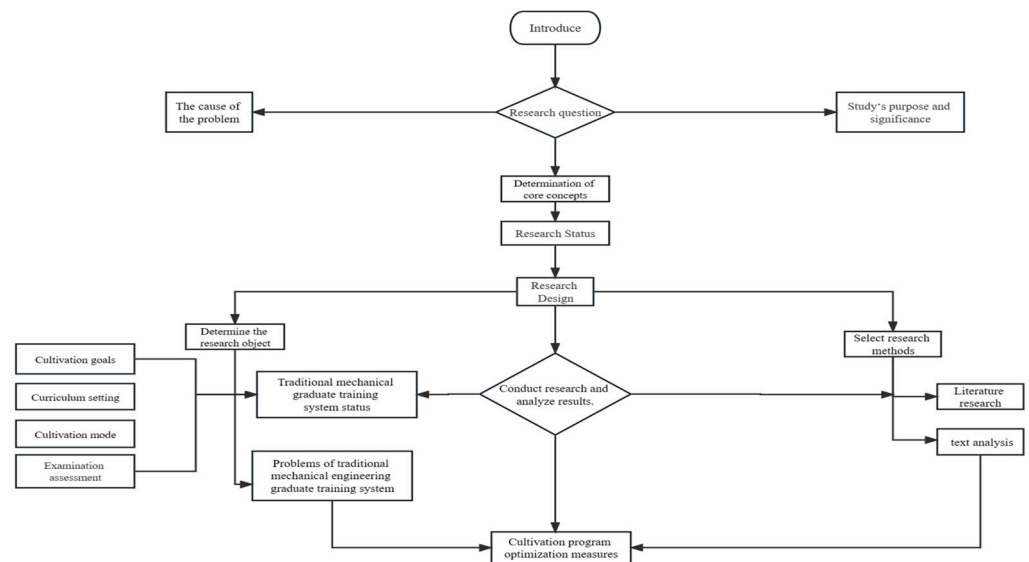 Introduce
The cause of
the problem
Research question
Study‘s purpose and
significance
Determination of
core concepts
Research Status
Research
Design
Determine the
research object
Select research
methods
Cultivation goals
Curriculum setting
Cultivation mode
Examination
assessment
Traditional mechanical
graduate training
system status
Conduct research and
analyze results.
Literature
research
text analysis
Problems of traditional
mechanical engineering
graduate training system
Cultivation program
optimization measures